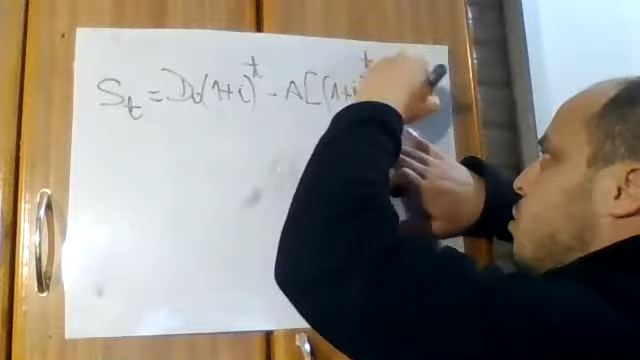 S_t = D_0(1+i)^t - A[(1+i)^t